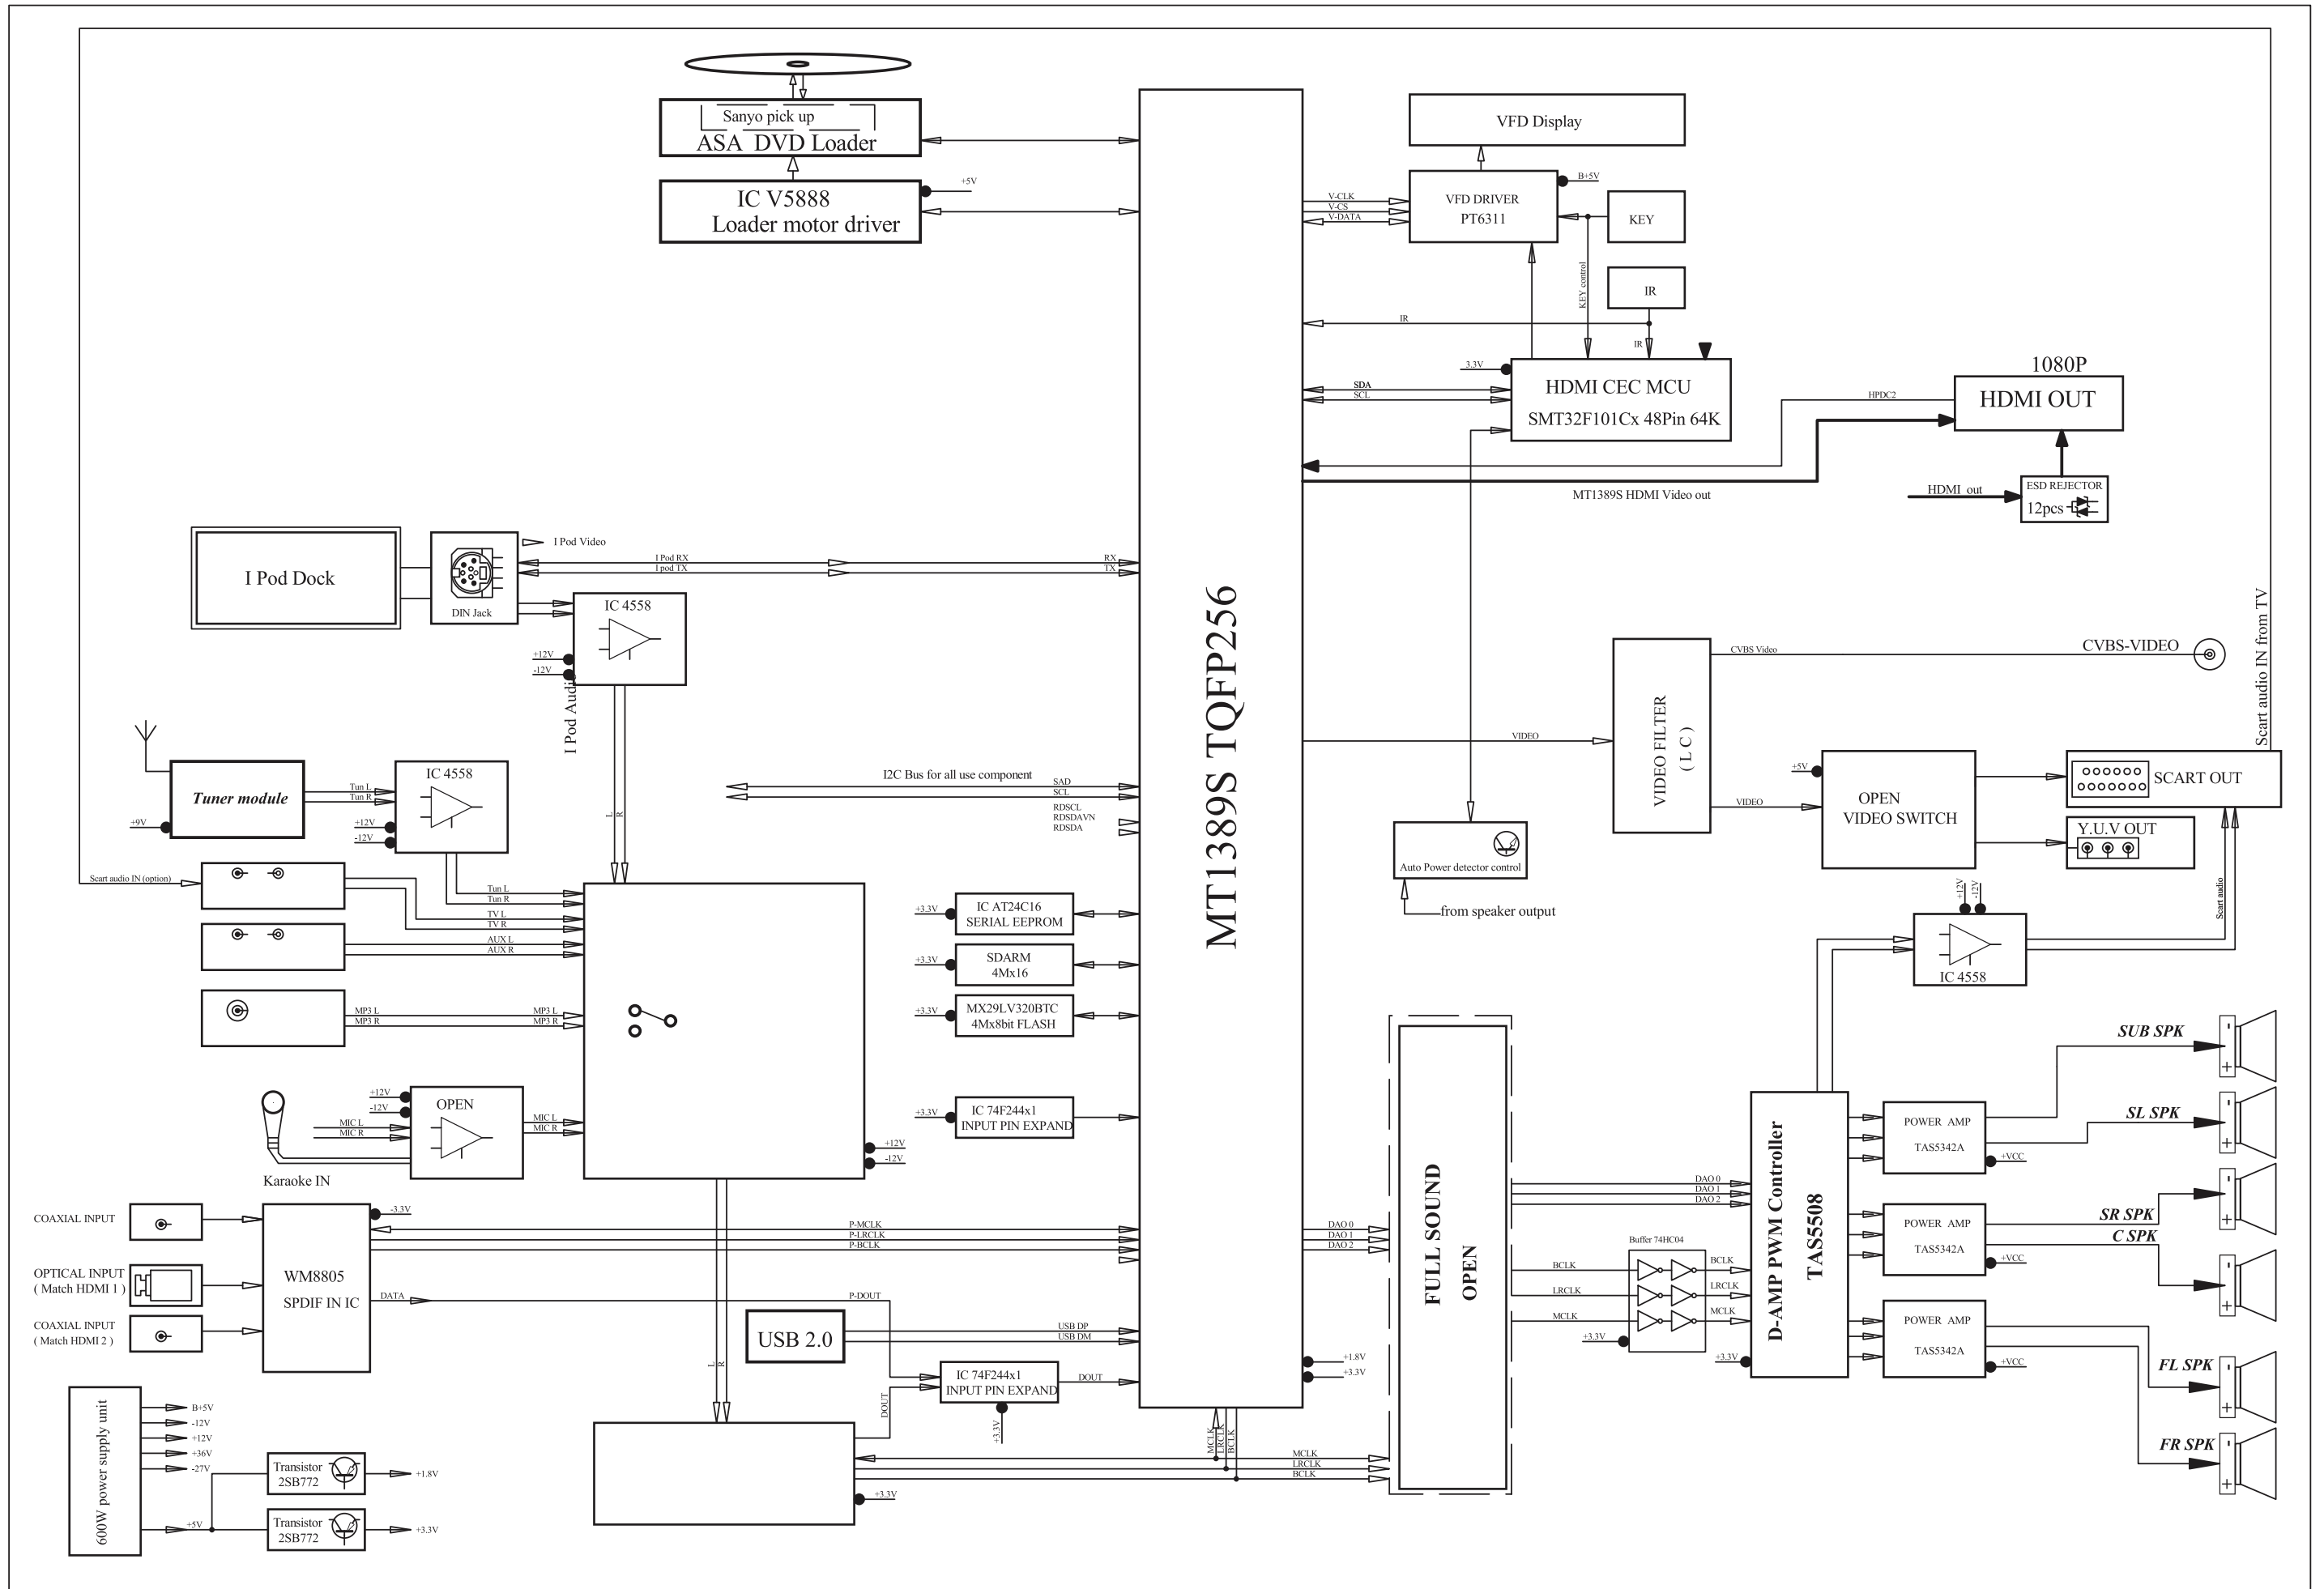 Sanyo pick up
ASA DVD Loader
IC V5888
Loader motor driver
+5V
VFD Display
VFD DRIVER
PT6311
B+5V
KEY
V-CLK
V-CS
V-DATA
KEY control
IR
IR
IR
3.3V
HDMI CEC MCU
SMT32F101Cx 48Pin 64K
SDA
SCL
1080P
HDMI OUT
HPDC2
MT1389S HDMI Video out
HDMI out
ESD REJECTOR
12pcs
MT1389S TQFP256
I Pod Dock
DIN Jack
I Pod Video
I Pod RX
I pod TX
RX
TX
IC 4558
+12V
-12V
I Pod Audio
L
R
Tuner module
+9V
Tun L
Tun R
IC 4558
+12V
-12V
I2C Bus for all use component
SAD
SCL
RDSCL
RDSDAVN
RDSDA
Scart audio IN (option)
Tun L
Tun R
TV L
TV R
AUX L
AUX R
MP3 L
MP3 R
MP3 L
MP3 R
+3.3V
IC AT24C16
SERIAL EEPROM
+3.3V
SDARM
4Mx16
+3.3V
MX29LV320BTC
4Mx8bit FLASH
+3.3V
IC 74F244x1
INPUT PIN EXPAND
+12V
-12V
OPEN
MIC L
MIC R
MIC L
MIC R
+12V
-12V
Karaoke IN
COAXIAL INPUT
OPTICAL INPUT
( Match HDMI 1 )
COAXIAL INPUT
( Match HDMI 2 )
WM8805
SPDIF IN IC
-3.3V
P-MCLK
P-LRCLK
P-BCLK
DATA
P-DOUT
USB 2.0
USB DP
USB DM
L
R
IC 74F244x1
INPUT PIN EXPAND
DOUT
DOUT
+3.3V
+1.8V
+3.3V
MCLK
LRCLK
BCLK
MCLK
LRCLK
BCLK
+3.3V
600W power supply unit
B+5V
-12V
+12V
+36V
-27V
+5V
Transistor
2SB772
+1.8V
Transistor
2SB772
+3.3V
CVBS Video
CVBS-VIDEO
VIDEO
VIDEO FILTER
( L C )
VIDEO
+5V
OPEN
VIDEO SWITCH
SCART OUT
Y.U.V OUT
Scart audio IN from TV
Scart audio
Auto Power detector control
from speaker output
+12V
-12V
IC 4558
DAO 0
DAO 1
DAO 2
FULL SOUND
OPEN
DAO 0
DAO 1
DAO 2
Buffer 74HC04
BCLK
LRCLK
MCLK
BCLK
LRCLK
MCLK
+3.3V
+3.3V
D-AMP PWM Controller
TAS5508
POWER AMP
TAS5342A
+VCC
POWER AMP
TAS5342A
+VCC
POWER AMP
TAS5342A
+VCC
SUB SPK
SL SPK
SR SPK
C SPK
FL SPK
FR SPK
-
+
-
+
-
+
-
+
-
+
-
+